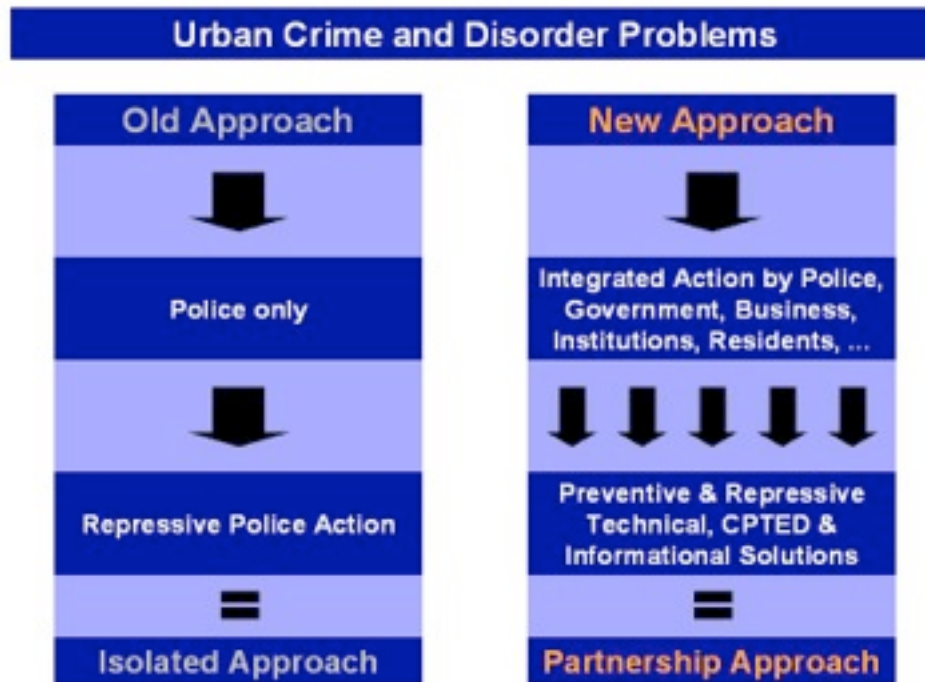 Urban Crime and Disorder Problems
Old Approach
Police only
Repressive Police Action
=
Isolated Approach
New Approach
Integrated Action by Police,
Government, Business,
Institutions, Residents, ...
Preventive & Repressive
Technical, CPTED &
Informational Solutions
=
Partnership Approach